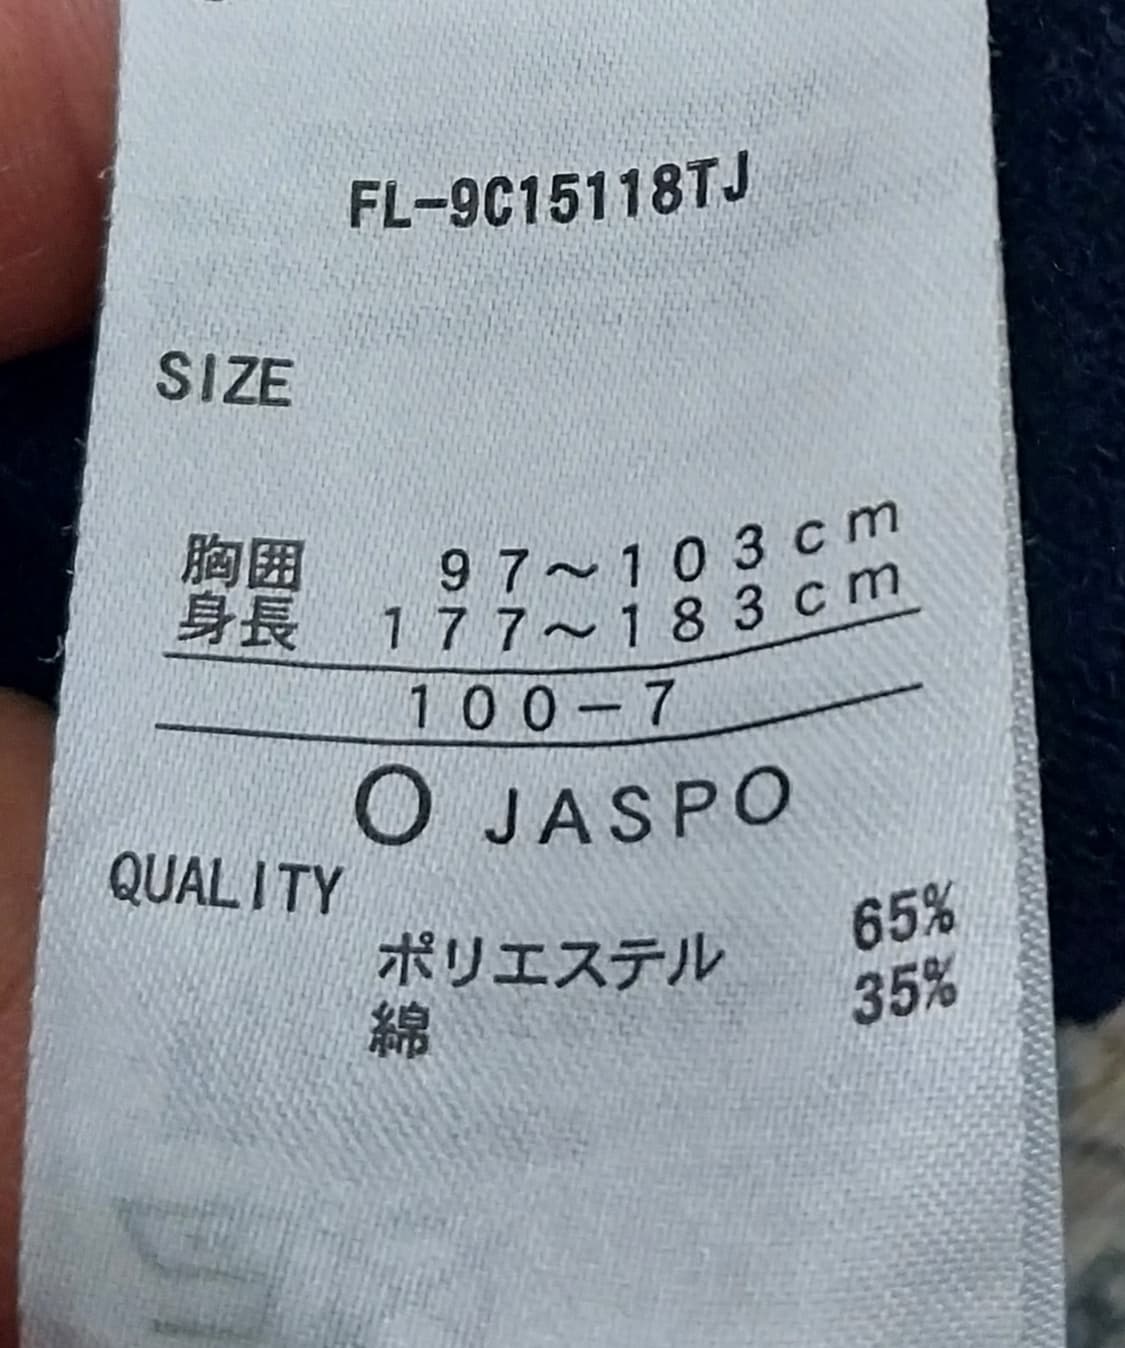 FL-9C15118TJ
SIZE
胸囲 97～103cm
身長 177～183cm
100－7
O JASPO
QUALITY
ポリエステル 65%
綿 35%